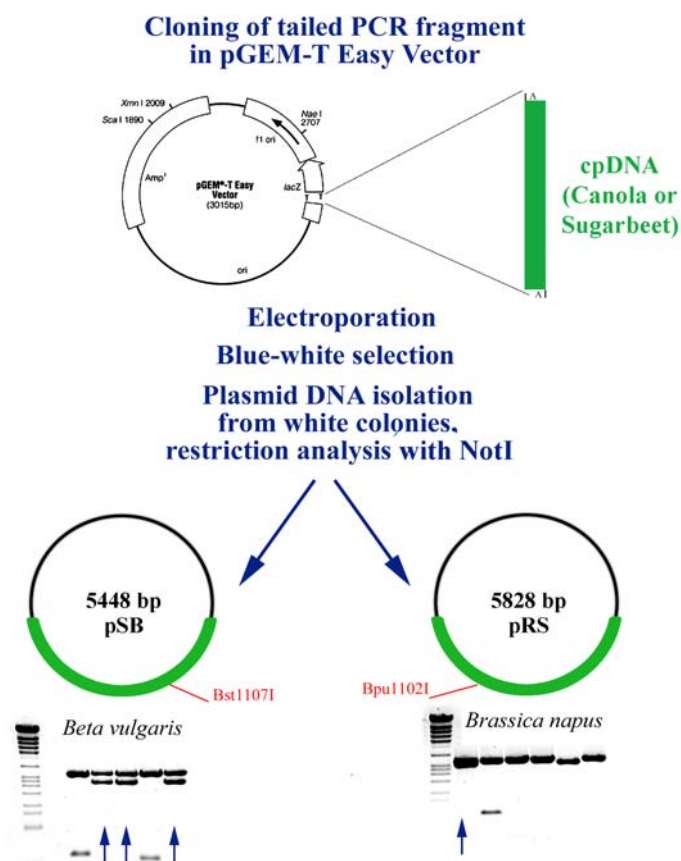 Cloning of tailed PCR fragment
in pGEM-T Easy Vector
Xmn I 2009
Sca I 1890
Nae I
2707
f1 ori
Ampʳ
pGEM®-T Easy
Vector
(3015bp)
lacZ
ori
A
cpDNA
(Canola or
Sugarbeet)
A
Electroporation
Blue-white selection
Plasmid DNA isolation
from white colonies,
restriction analysis with NotI
5448 bp
pSB
5828 bp
pRS
Bst1107I
Bpu1102I
Beta vulgaris
Brassica napus